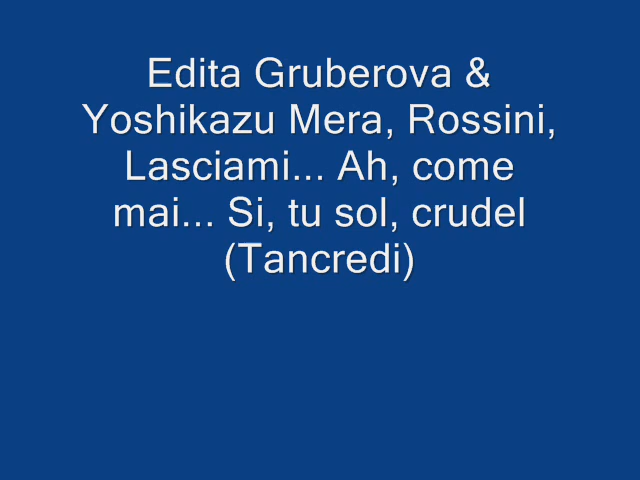 Edita Gruberova &
Yoshikazu Mera, Rossini,
Lasciami... Ah, come
mai... Si, tu sol, crudel
(Tancredi)